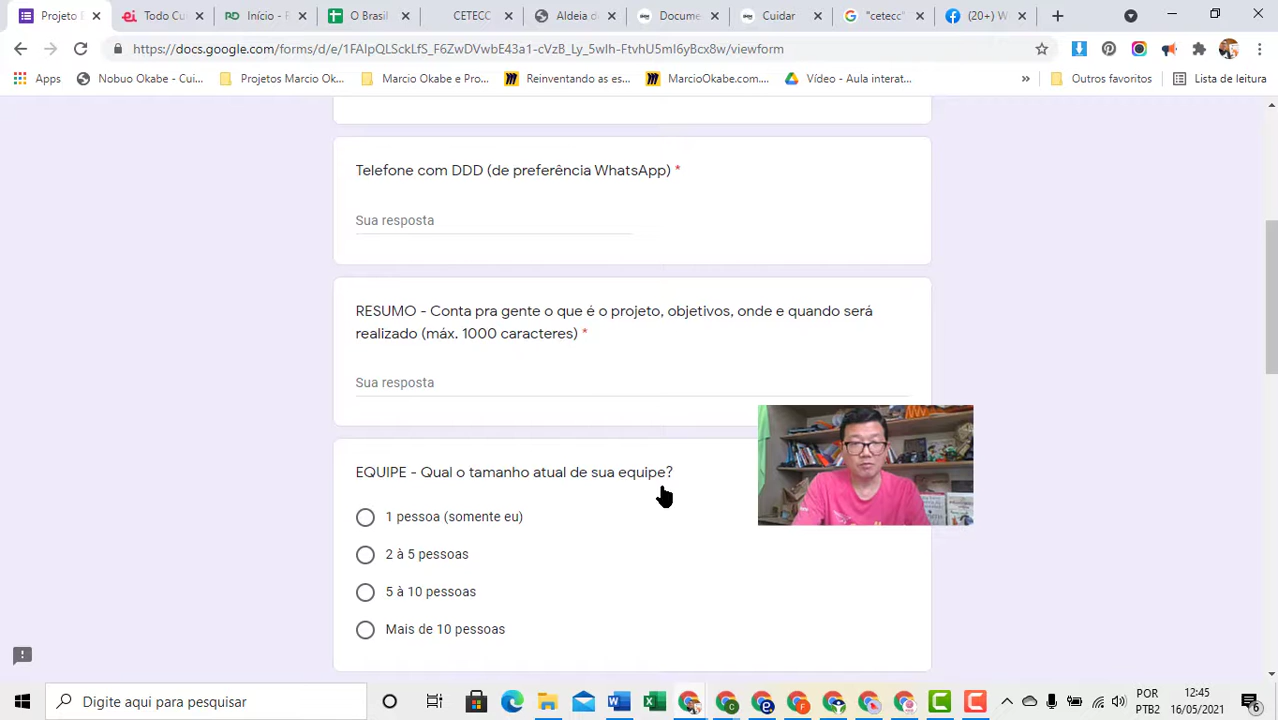 Projeto E
Todo Cu
Início - E
O Brasil
CETECC
Aldeia d
Docume
Cuidar
"cetecc"
(20+) W
https://docs.google.com/forms/d/e/1FAIpQLSckLfS_F6ZwDVwbE43a1-cVzB_Ly_5wIh-FtvhU5mI6yBcx8w/viewform
Apps
Nobuo Okabe - Cui...
Projetos Marcio Ok...
Marcio Okabe e Pro...
Reinventando as es...
MarcioOkabe.com....
Vídeo - Aula interat...
»
Outros favoritos
Lista de leitura
Telefone com DDD (de preferência WhatsApp) *
Sua resposta
RESUMO - Conta pra gente o que é o projeto, objetivos, onde e quando será
realizado (máx. 1000 caracteres) *
Sua resposta
EQUIPE - Qual o tamanho atual de sua equipe?
1 pessoa (somente eu)
2 à 5 pessoas
5 à 10 pessoas
Mais de 10 pessoas
Digite aqui para pesquisar
POR
PTB2
12:45
16/05/2021
6